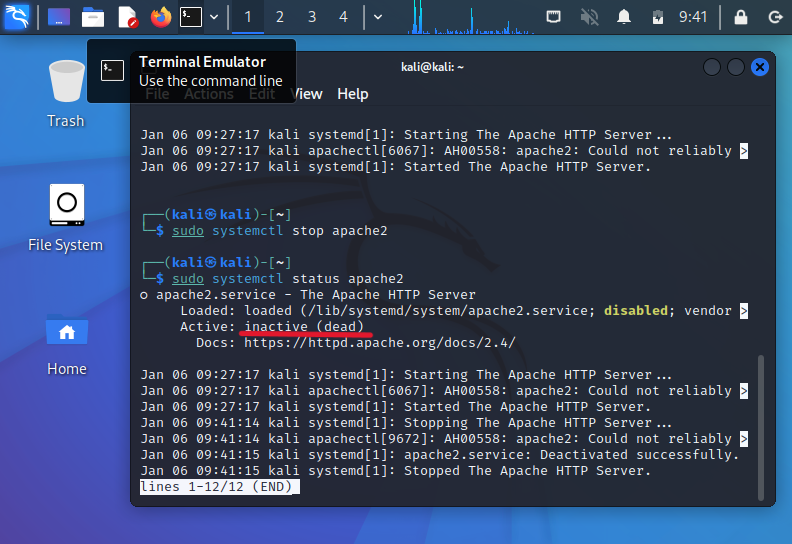 1 2 3 4 9:41
Terminal Emulator
Use the command line
kali@kali: ~
File Actions Edit View Help
Trash
File System
Home
Jan 06 09:27:17 kali systemd[1]: Starting The Apache HTTP Server…
Jan 06 09:27:17 kali apachectl[6067]: AH00558: apache2: Could not reliably >
Jan 06 09:27:17 kali systemd[1]: Started The Apache HTTP Server.
┌──(kali㉿kali)-[~]
└─$ sudo systemctl stop apache2
┌──(kali㉿kali)-[~]
└─$ sudo systemctl status apache2
○ apache2.service - The Apache HTTP Server
Loaded: loaded (/lib/systemd/system/apache2.service; disabled; vendor >
Active: inactive (dead)
Docs: https://httpd.apache.org/docs/2.4/
Jan 06 09:27:17 kali systemd[1]: Starting The Apache HTTP Server…
Jan 06 09:27:17 kali apachectl[6067]: AH00558: apache2: Could not reliably >
Jan 06 09:27:17 kali systemd[1]: Started The Apache HTTP Server.
Jan 06 09:41:14 kali systemd[1]: Stopping The Apache HTTP Server…
Jan 06 09:41:14 kali apachectl[9672]: AH00558: apache2: Could not reliably >
Jan 06 09:41:15 kali systemd[1]: apache2.service: Deactivated successfully.
Jan 06 09:41:15 kali systemd[1]: Stopped The Apache HTTP Server.
lines 1-12/12 (END)